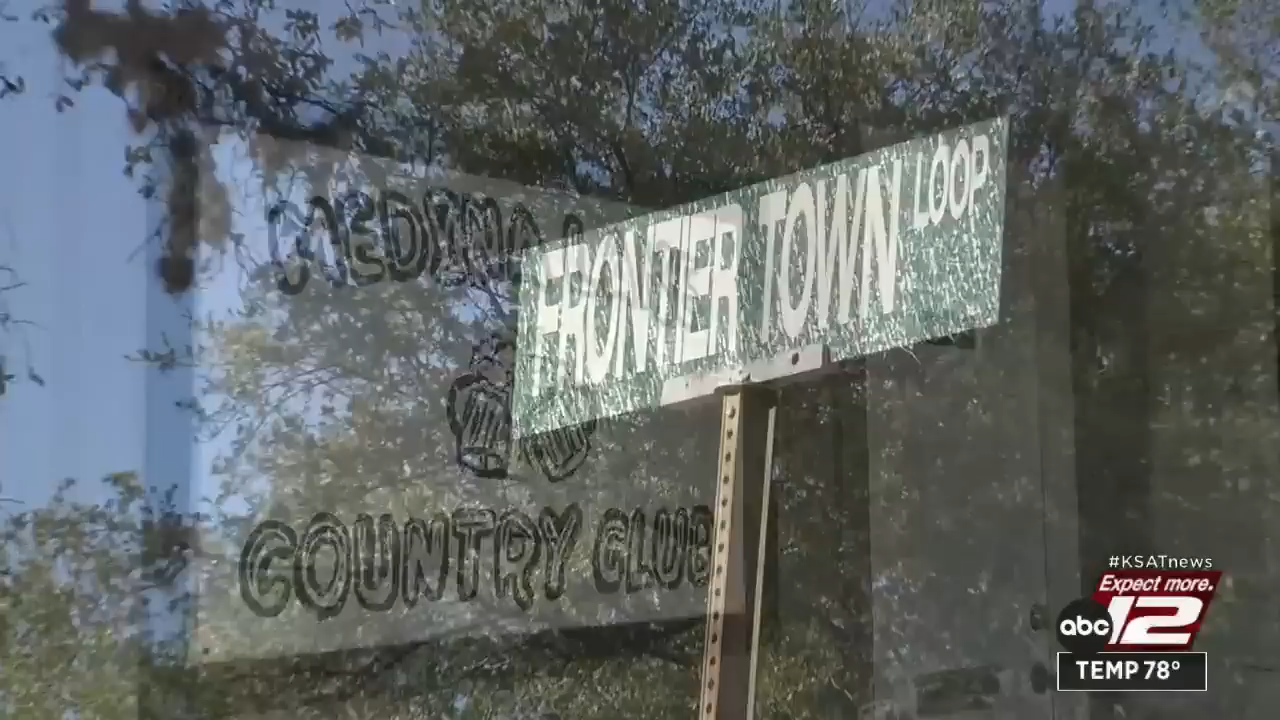 MEDINA
FRONTIER TOWN LOOP
COUNTRY CLUB
#KSATnews
Expect more.
abc 12
TEMP 78°